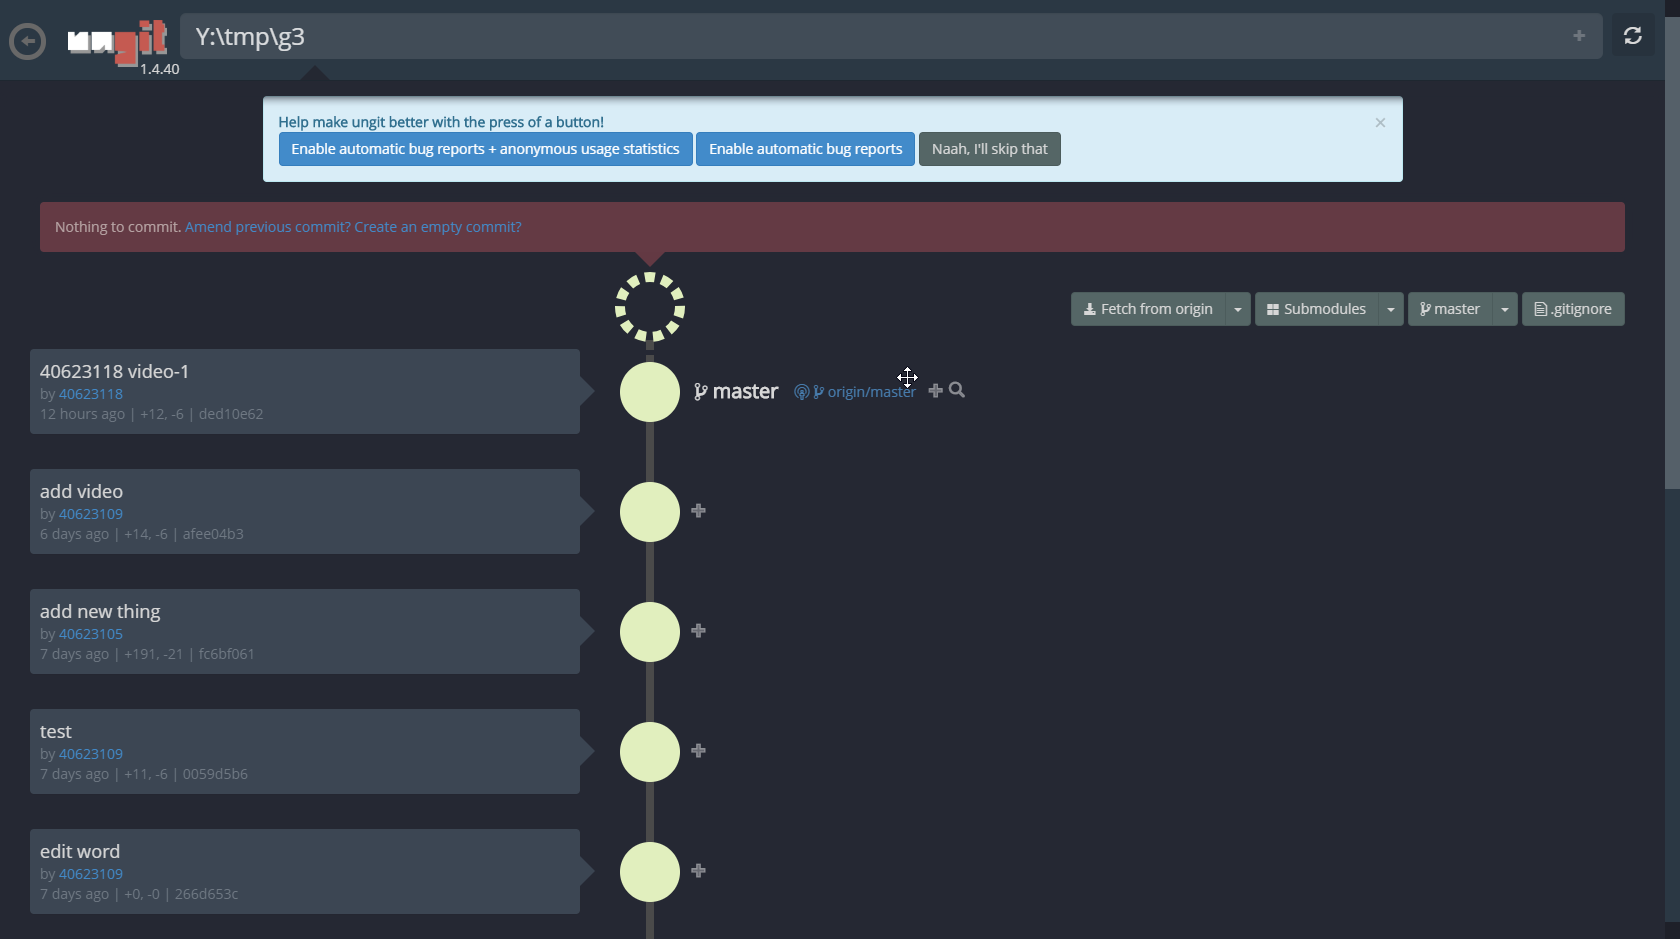 ungit
Y:\tmp\g3
1.4.40
Help make ungit better with the press of a button!
Enable automatic bug reports + anonymous usage statistics Enable automatic bug reports Naah, I'll skip that
Nothing to commit. Amend previous commit? Create an empty commit?
Fetch from origin Submodules master .gitignore
40623118 video-1
by 40623118
12 hours ago | +12, -6 | ded10e62
master origin/master
add video
by 40623109
6 days ago | +14, -6 | afee04b3
add new thing
by 40623105
7 days ago | +191, -21 | fc6bf061
test
by 40623109
7 days ago | +11, -6 | 0059d5b6
edit word
by 40623109
7 days ago | +0, -0 | 266d653c